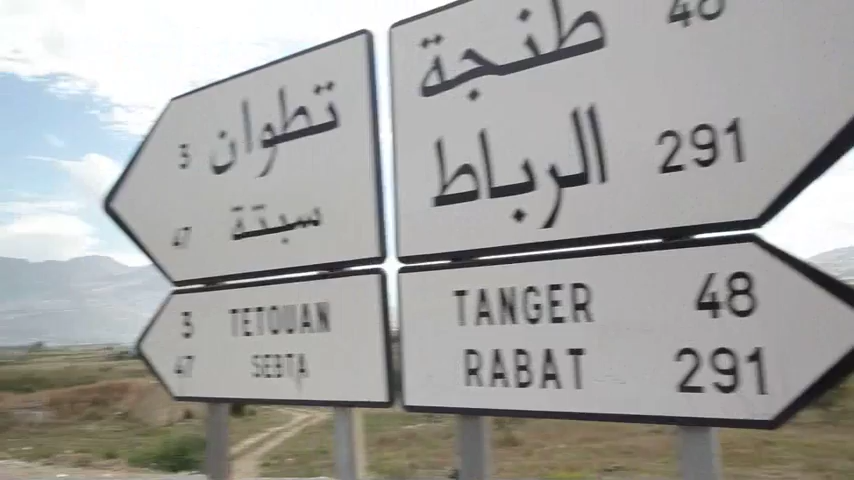 3 تطوان
47 سبتة
3 TETOUAN
47 SEBTA
طنجة 48
الرباط 291
TANGER 48
RABAT 291